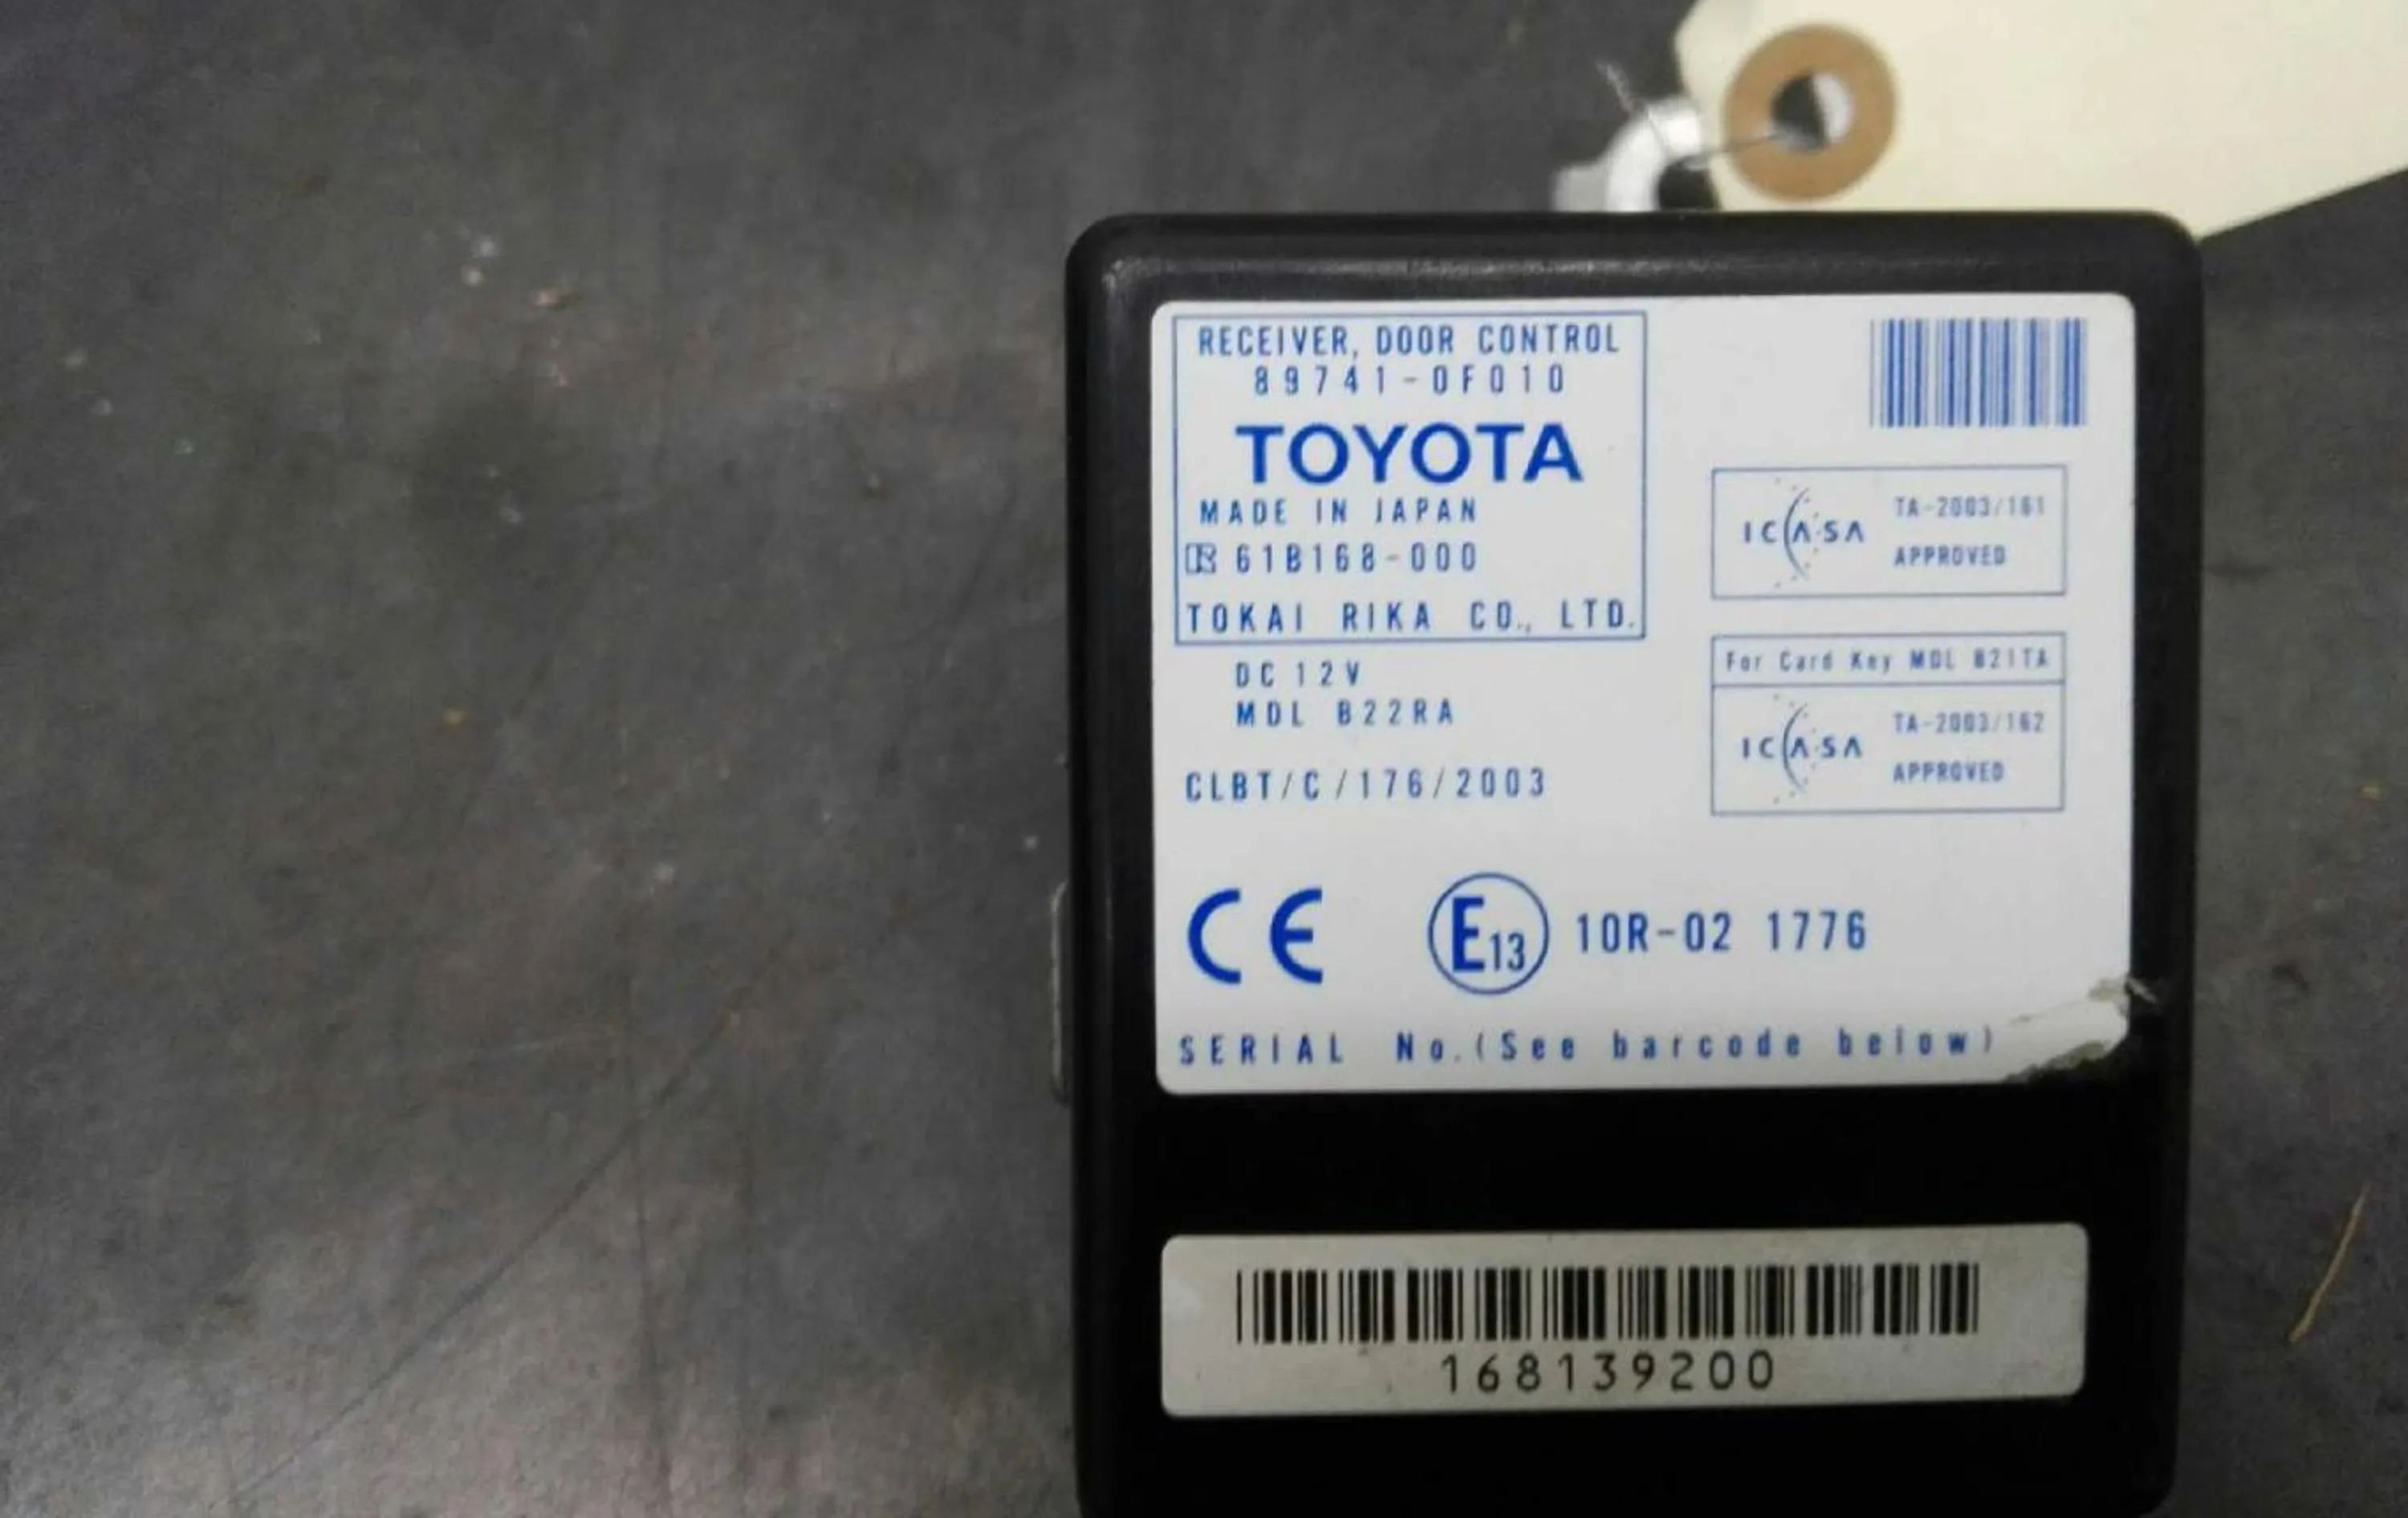 RECEIVER, DOOR CONTROL
89741-0F010
TOYOTA
MADE IN JAPAN
R 61B168-000
TOKAI RIKA CO., LTD.
DC 12V
MDL B22RA
CLBT/C/176/2003
ICASA TA-2003/161
APPROVED
For Card Key MDL B21TA
ICASA TA-2003/162
APPROVED
CE E13 10R-02 1776
SERIAL No.(See barcode below)
168139200